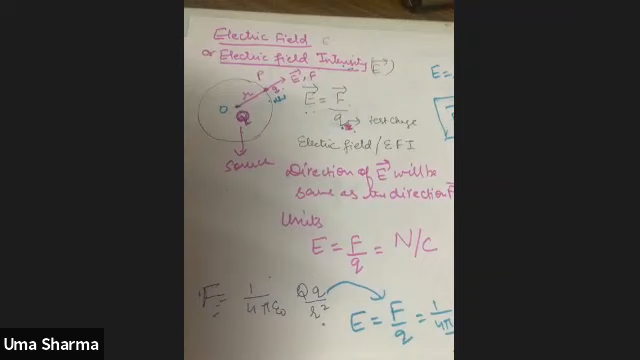 Electric Field
or Electric field Intensity (E⃗)
P E⃗, F
r
O
Q
Source
E⃗ = F⃗
q → test charge
Electric field / EFI
Direction of E⃗ will be
same as the direction F
Units
E = F/q = N/C
F = 1/4πε₀ Qq/r²
E = F/q = 1/4π
E =
Uma Sharma